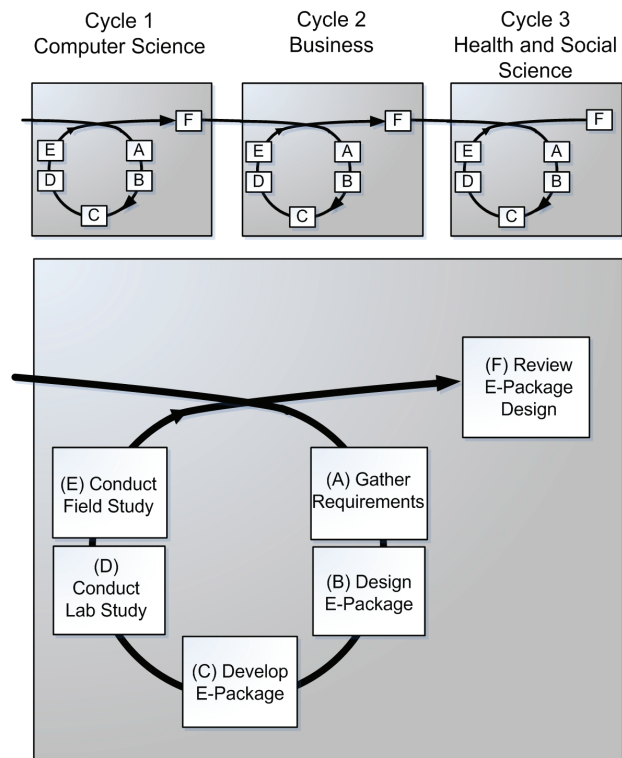 Cycle 1
Computer Science
Cycle 2
Business
Cycle 3
Health and Social
Science
F
E
A
D
B
C
F
E
A
D
B
C
F
E
A
D
B
C
(F) Review
E-Package
Design
(E) Conduct
Field Study
(A) Gather
Requirements
(D)
Conduct
Lab Study
(B) Design
E-Package
(C) Develop
E-Package